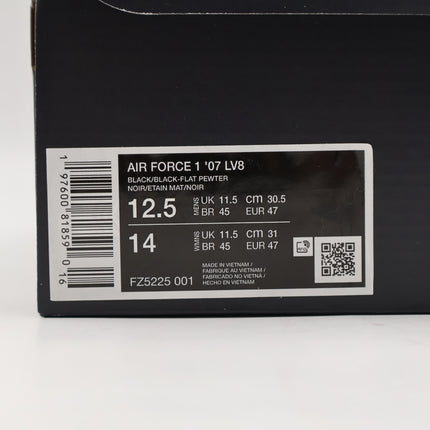 AIR FORCE 1 '07 LV8
BLACK/BLACK-FLAT PEWTER
NOIR/ETAIN MAT/NOIR
12.5 MENS UK 11.5 cm 30.5
BR 45 EUR 47
14 WMNS UK 11.5 cm 31
BR 45 EUR 47
FZ5225 001
MADE IN VIETNAM /
FABRIQUE AU VIETNAM /
FABRICADO NO VIETNA /
HECHO EN VIETNAM
1 97600 81859 0 16